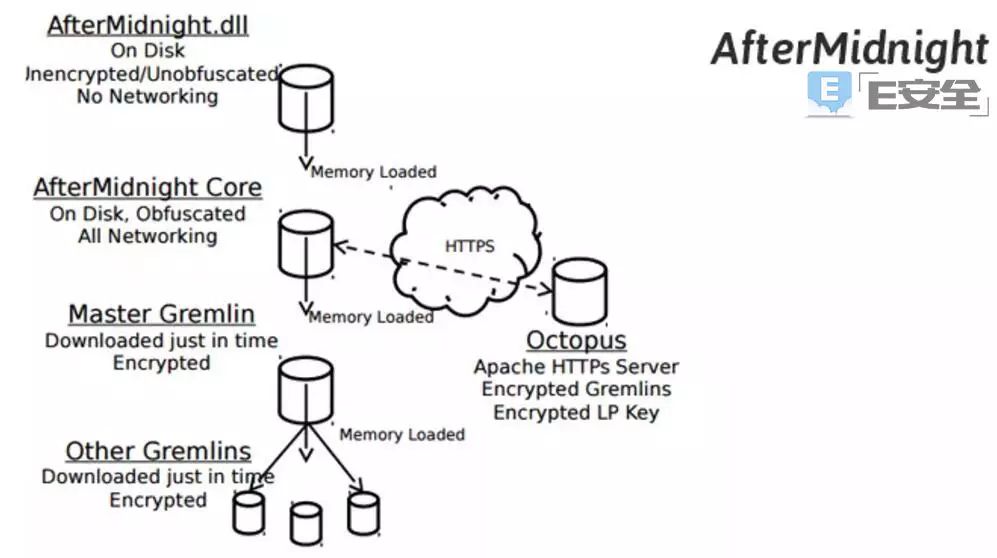 AfterMidnight.dll
On Disk
Unencrypted/Unobfuscated
No Networking
AfterMidnight
E
E安全
Memory Loaded
AfterMidnight Core
On Disk, Obfuscated
All Networking
HTTPS
Memory Loaded
Master Gremlin
Downloaded just in time
Encrypted
Octopus
Apache HTTPs Server
Encrypted Gremlins
Encrypted LP Key
Memory Loaded
Other Gremlins
Downloaded just in time
Encrypted